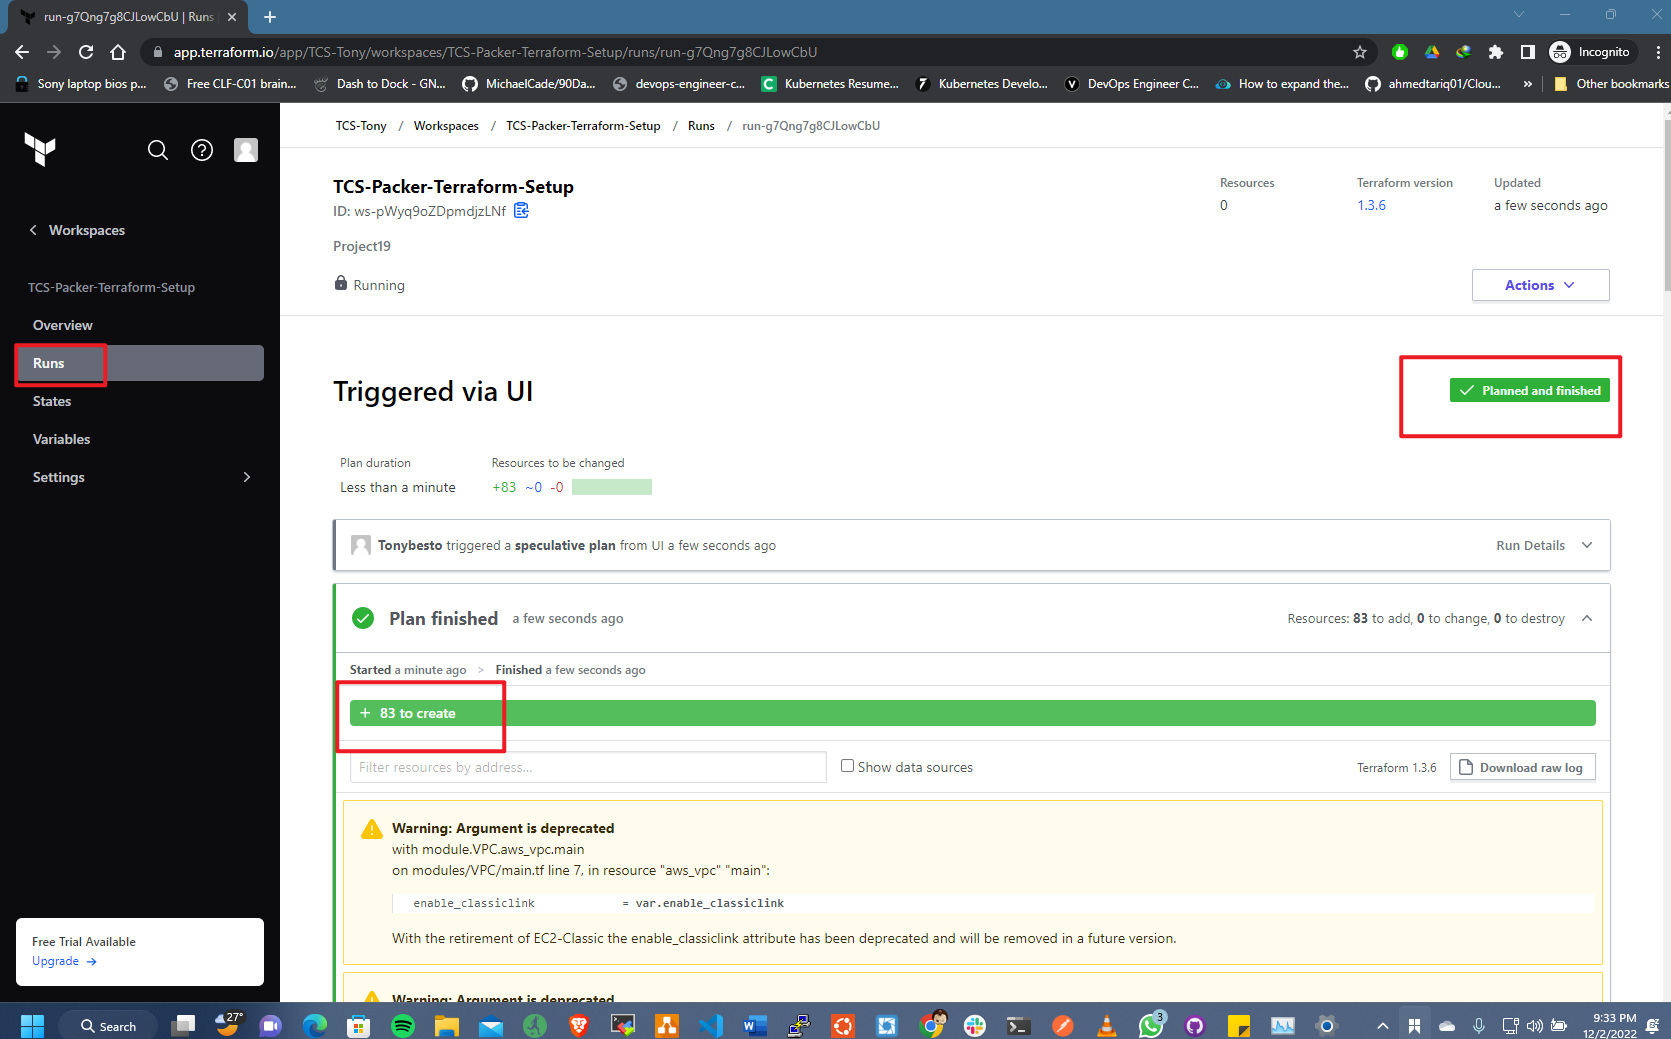 run-g7Qng7g8CJLowCbU | Runs
app.terraform.io/app/TCS-Tony/workspaces/TCS-Packer-Terraform-Setup/runs/run-g7Qng7g8CJLowCbU
Incognito
Sony laptop bios p...
Free CLF-C01 brain...
Dash to Dock - GN...
MichaelCade/90Da...
devops-engineer-c...
Kubernetes Resume...
Kubernetes Develo...
DevOps Engineer C...
How to expand the...
ahmedtariq01/Clou...
»
Other bookmarks
TCS-Tony / Workspaces / TCS-Packer-Terraform-Setup / Runs / run-g7Qng7g8CJLowCbU
Workspaces
TCS-Packer-Terraform-Setup
Overview
Runs
States
Variables
Settings
Free Trial Available
Upgrade →
TCS-Packer-Terraform-Setup
ID: ws-pWyq9oZDpmdjzLNf
Project19
Running
Resources
0
Terraform version
1.3.6
Updated
a few seconds ago
Actions
Triggered via UI
Planned and finished
Plan duration
Less than a minute
Resources to be changed
+83 ~0 -0
Tonybesto triggered a speculative plan from UI a few seconds ago
Run Details
Plan finished a few seconds ago
Resources: 83 to add, 0 to change, 0 to destroy
Started a minute ago > Finished a few seconds ago
+ 83 to create
Filter resources by address...
Show data sources
Terraform 1.3.6
Download raw log
Warning: Argument is deprecated
with module.VPC.aws_vpc.main
on modules/VPC/main.tf line 7, in resource "aws_vpc" "main":
enable_classiclink = var.enable_classiclink
With the retirement of EC2-Classic the enable_classiclink attribute has been deprecated and will be removed in a future version.
Warning: Argument is deprecated
Search
27°
3
9:33 PM
12/2/2022